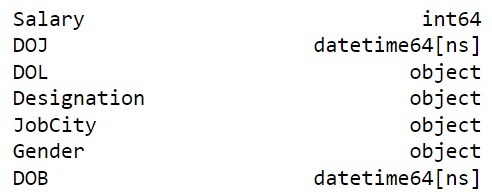 Salary int64
DOJ datetime64[ns]
DOL object
Designation object
JobCity object
Gender object
DOB datetime64[ns]